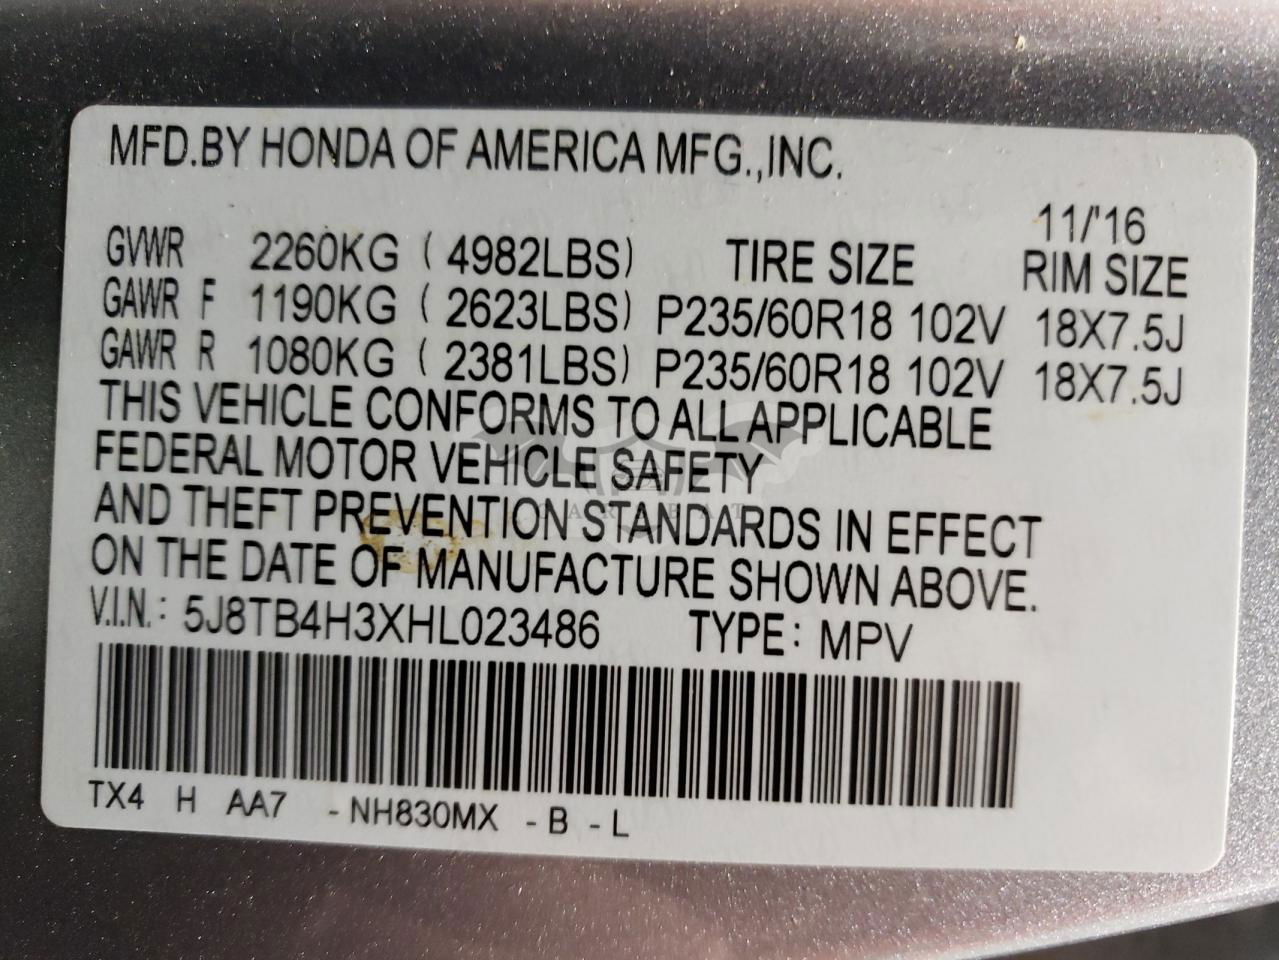 MFD.BY HONDA OF AMERICA MFG.,INC.
11/'16
GVWR 2260KG ( 4982LBS) TIRE SIZE RIM SIZE
GAWR F 1190KG ( 2623LBS) P235/60R18 102V 18X7.5J
GAWR R 1080KG ( 2381LBS) P235/60R18 102V 18X7.5J
THIS VEHICLE CONFORMS TO ALL APPLICABLE
FEDERAL MOTOR VEHICLE SAFETY
AND THEFT PREVENTION STANDARDS IN EFFECT
ON THE DATE OF MANUFACTURE SHOWN ABOVE.
V.I.N.: 5J8TB4H3XHL023486 TYPE: MPV
TX4 H AA7 -NH830MX -B -L